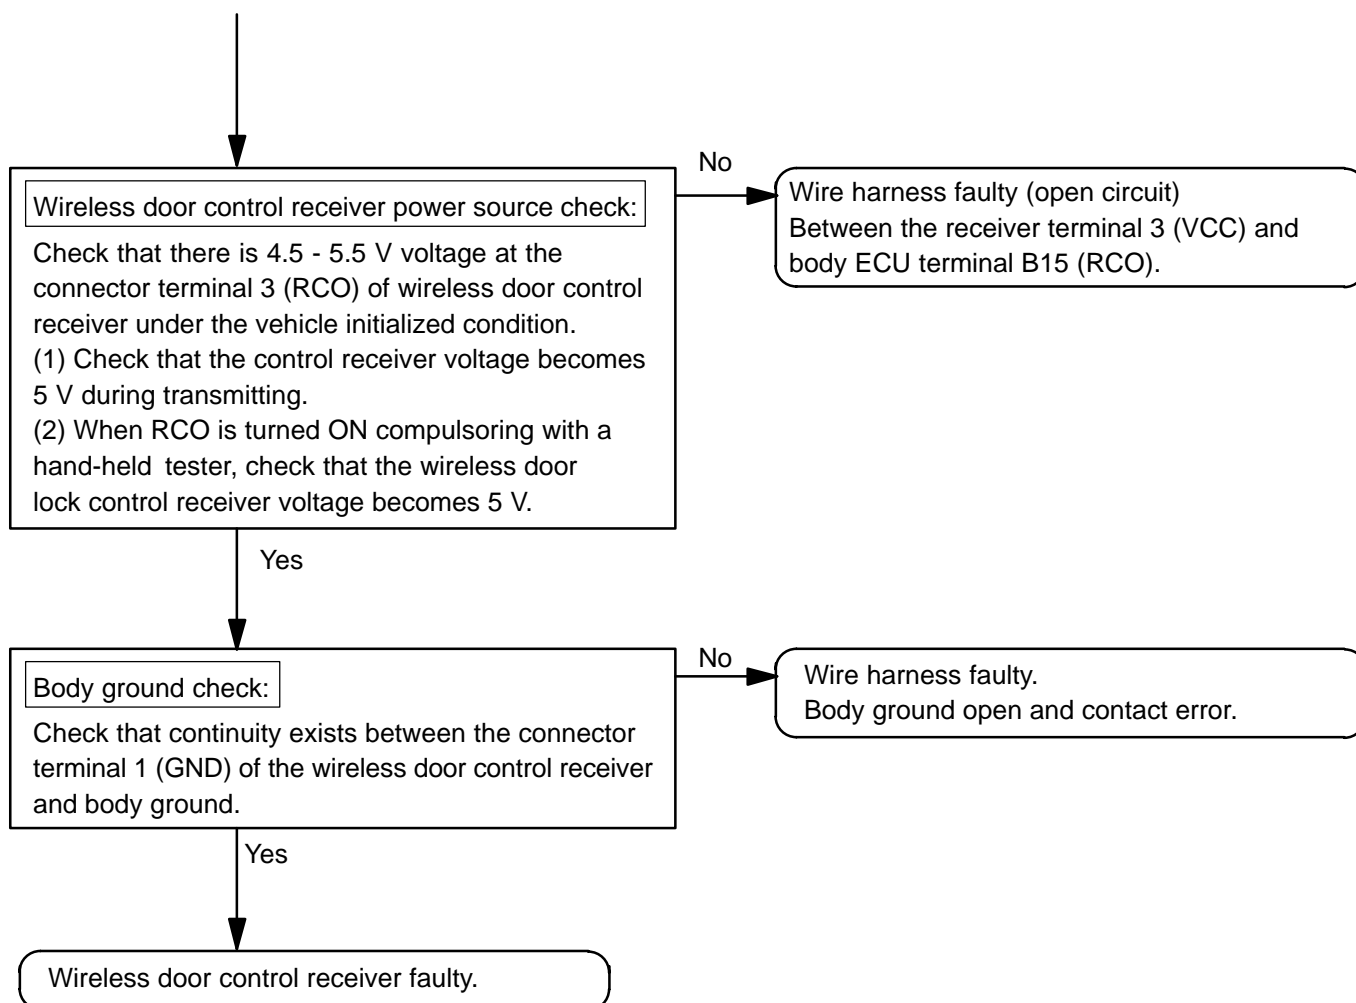 No
Wireless door control receiver power source check:
Check that there is 4.5 - 5.5 V voltage at the
connector terminal 3 (RCO) of wireless door control
receiver under the vehicle initialized condition.
(1) Check that the control receiver voltage becomes
5 V during transmitting.
(2) When RCO is turned ON compulsoring with a
hand-held tester, check that the wireless door
lock control receiver voltage becomes 5 V.
Wire harness faulty (open circuit)
Between the receiver terminal 3 (VCC) and
body ECU terminal B15 (RCO).
Yes
No
Body ground check:
Check that continuity exists between the connector
terminal 1 (GND) of the wireless door control receiver
and body ground.
Wire harness faulty.
Body ground open and contact error.
Yes
Wireless door control receiver faulty.